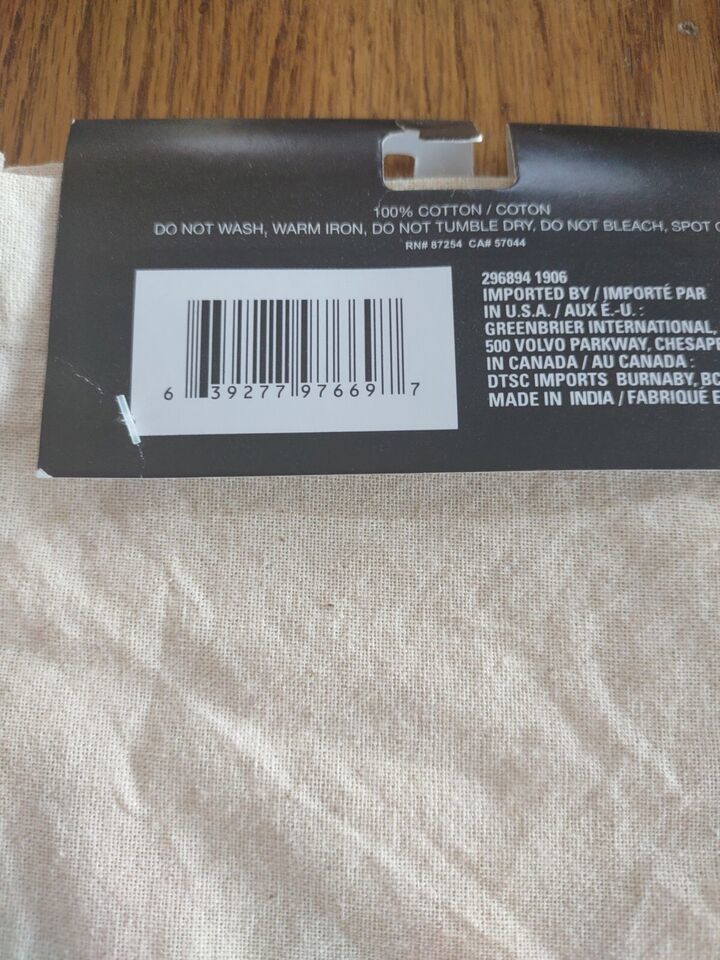 100% COTTON / COTON
DO NOT WASH, WARM IRON, DO NOT TUMBLE DRY, DO NOT BLEACH, SPOT
RN# 87254 CA# 57044
296894 1906
IMPORTED BY / IMPORTÉ PAR
IN U.S.A. / AUX É.-U. :
GREENBRIER INTERNATIONAL,
500 VOLVO PARKWAY, CHESAPE
IN CANADA / AU CANADA :
DTSC IMPORTS BURNABY, BC
MADE IN INDIA / FABRIQUÉ E
6 39277 97669 7